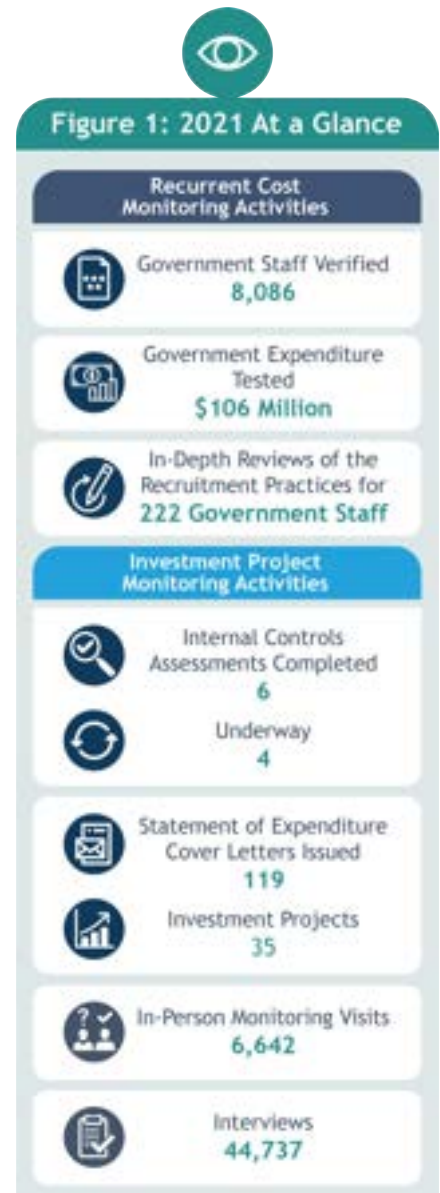 Figure 1: 2021 At a Glance
Recurrent Cost
Monitoring Activities
Government Staff Verified
8,086
Government Expenditure
Tested
$106 Million
In-Depth Reviews of the
Recruitment Practices for
222 Government Staff
Investment Project
Monitoring Activities
Internal Controls
Assessments Completed
6
Underway
4
Statement of Expenditure
Cover Letters Issued
119
Investment Projects
35
In-Person Monitoring Visits
6,642
Interviews
44,737